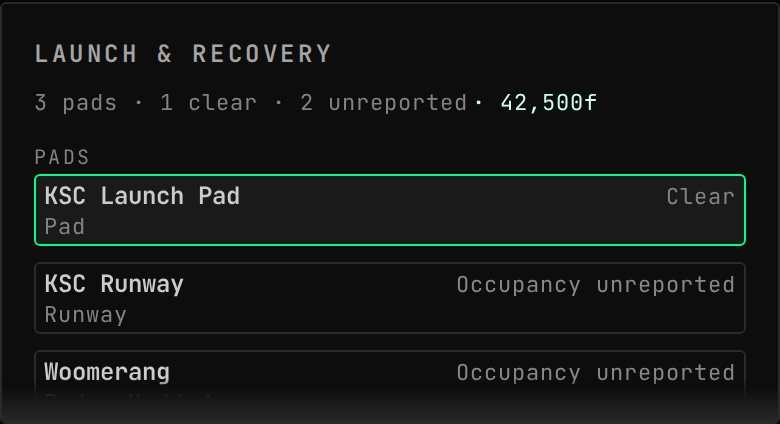 LAUNCH & RECOVERY
3 pads · 1 clear · 2 unreported · 42,500f
PADS
KSC Launch Pad Clear
Pad
KSC Runway Occupancy unreported
Runway
Woomerang Occupancy unreported